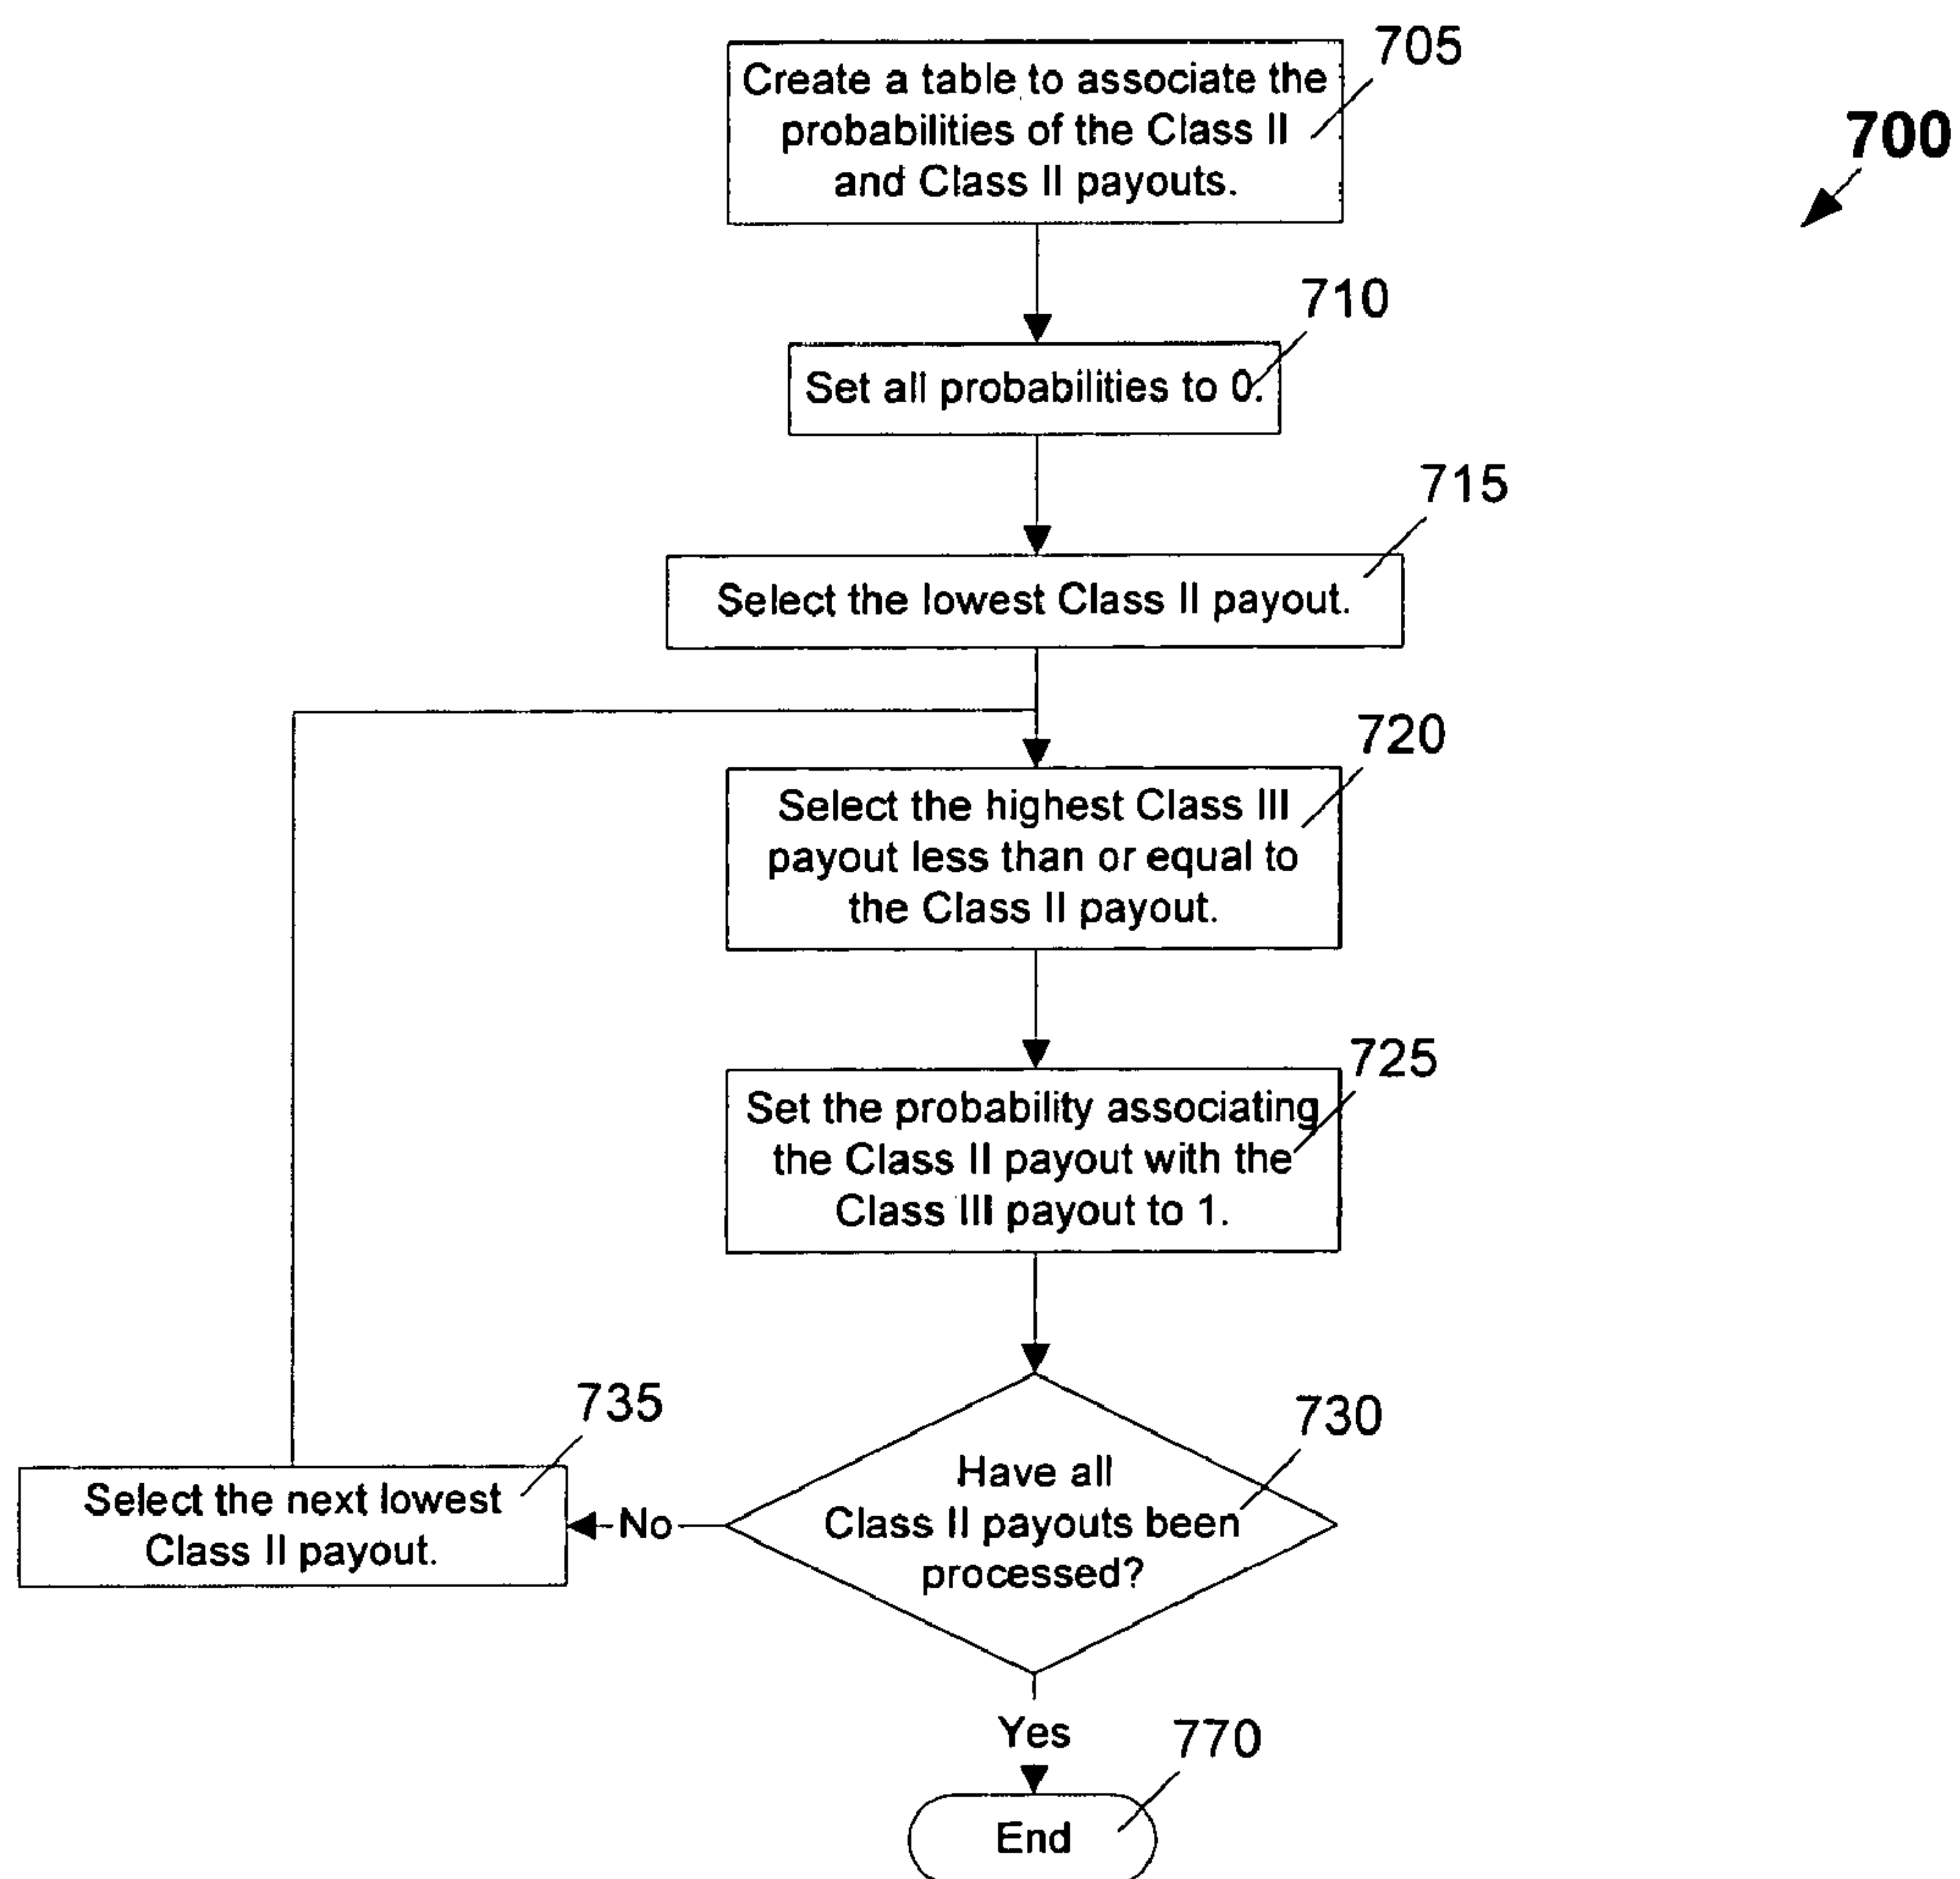 705
Create a table to associate the
probabilities of the Class II
and Class II payouts.
700
710
Set all probabilities to 0.
715
Select the lowest Class II payout.
720
Select the highest Class III
payout less than or equal to
the Class II payout.
725
Set the probability associating
the Class II payout with the
Class III payout to 1.
735
730
Have all
Class II payouts been
processed?
Select the next lowest
Class II payout.
No
Yes
770
End